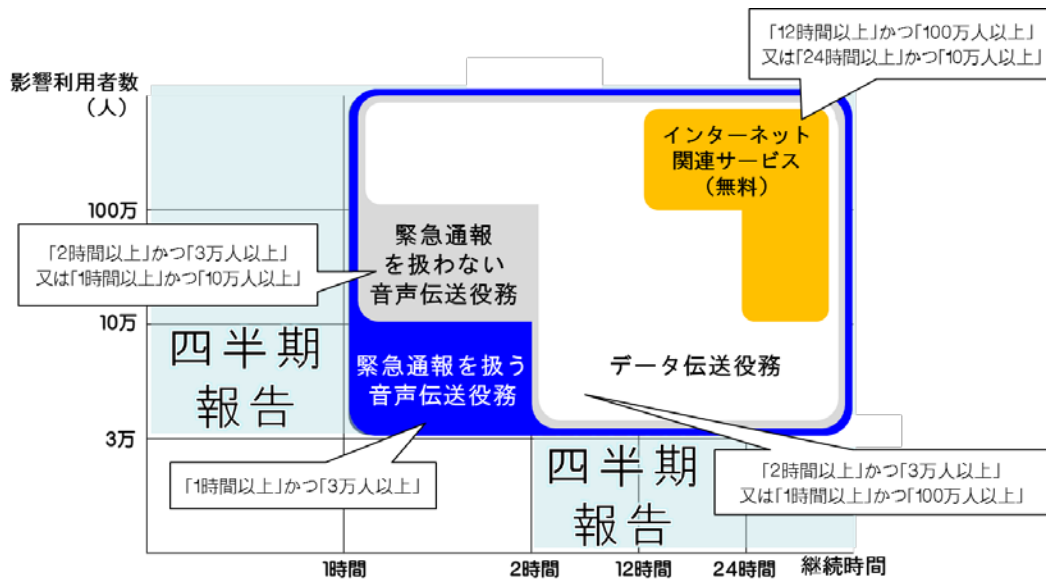 「12時間以上」かつ「100万人以上」
又は「24時間以上」かつ「10万人以上」
影響利用者数
（人）
インターネット
関連サービス
（無料）
100万
「2時間以上」かつ「3万人以上」
又は「1時間以上」かつ「10万人以上」
緊急通報
を扱わない
音声伝送役務
10万
四半期
報告
緊急通報を扱う
音声伝送役務
データ伝送役務
3万
「1時間以上」かつ「3万人以上」
四半期
報告
「2時間以上」かつ「3万人以上」
又は「1時間以上」かつ「100万人以上」
1時間
2時間
12時間
24時間
継続時間